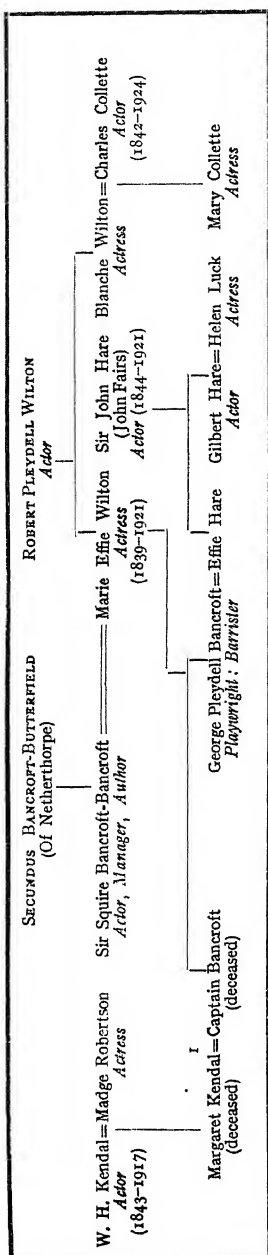 SECUNDUS BANCROFT-BUTTERFIELD ROBERT PLEYDELL WILTON
(Of Netherthorpe) Actor
W. H. Kendal=Madge Robertson Sir Squire Bancroft-Bancroft=Marie Effie Wilton Sir John Hare Blanche Wilton=Charles Collette
Actor Actress Actor, Manager, Author Actress (John Fairs) Actress Actor
(1843-1917) (1839-1921) Actor (1844-1921) (1842-1924)
Margaret Kendal=Captain Bancroft George Pleydell Bancroft=Effie Hare Gilbert Hare=Helen Luck Mary Collette
(deceased) (deceased) Playwright: Barrister Actor Actress Actress
I